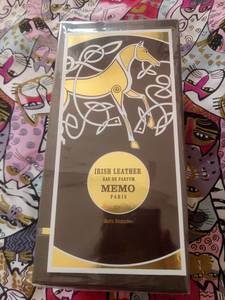 IRISH LEATHER
EAU DE PARFUM
MEMO
PARIS